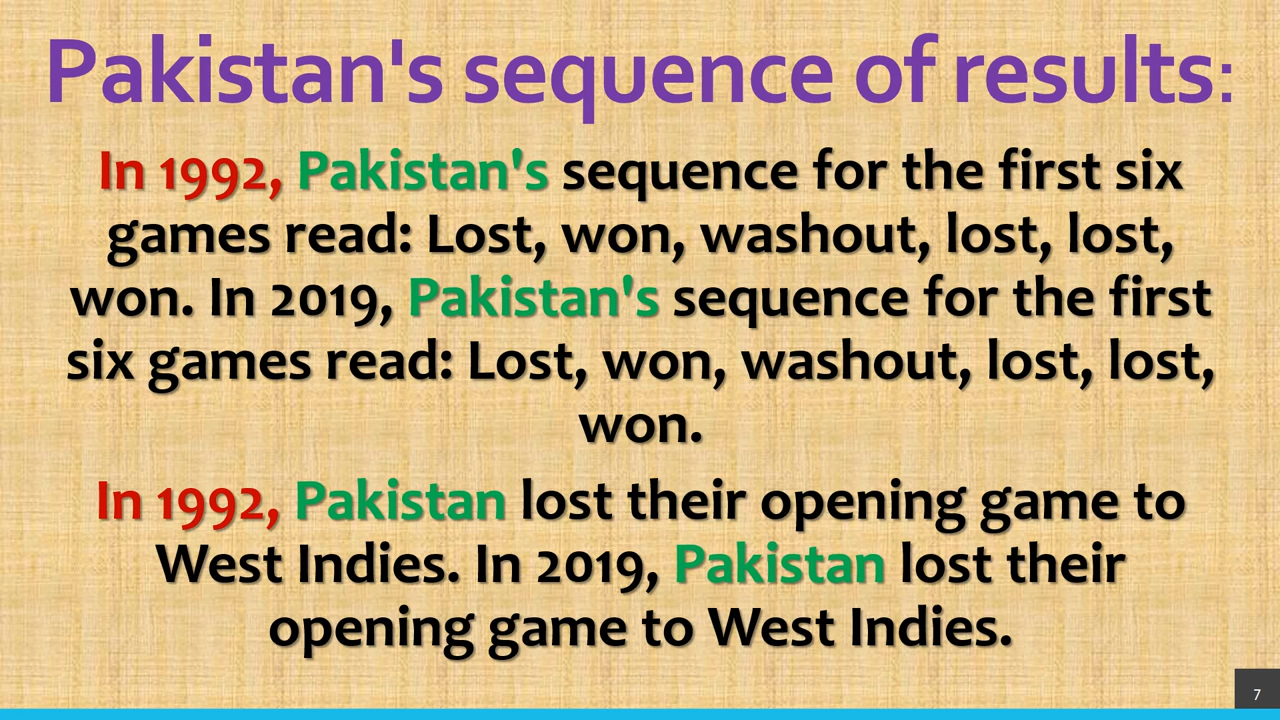 Pakistan's sequence of results:
In 1992, Pakistan's sequence for the first six
games read: Lost, won, washout, lost, lost,
won. In 2019, Pakistan's sequence for the first
six games read: Lost, won, washout, lost, lost,
won.
In 1992, Pakistan lost their opening game to
West Indies. In 2019, Pakistan lost their
opening game to West Indies.
7